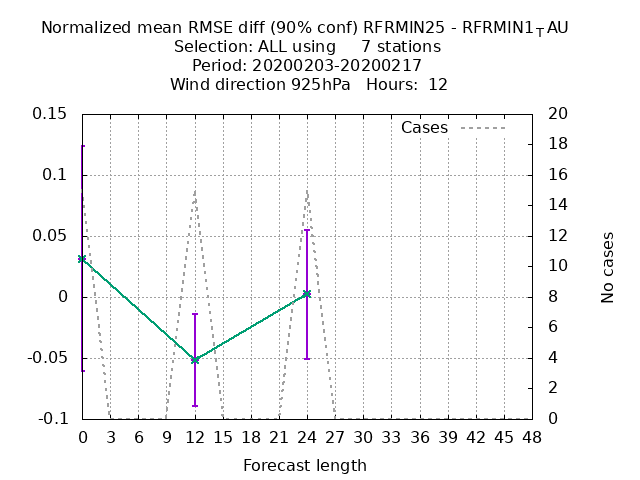 Normalized mean RMSE diff (90% conf) RFRMIN25 - RFRMIN1_TAU
Selection: ALL using 7 stations
Period: 20200203-20200217
Wind direction 925hPa Hours: 12
Cases
0.15
0.1
0.05
0
-0.05
-0.1
20
18
16
14
12
10
8
6
4
2
0
No cases
0 3 6 9 12 15 18 21 24 27 30 33 36 39 42 45 48
Forecast length